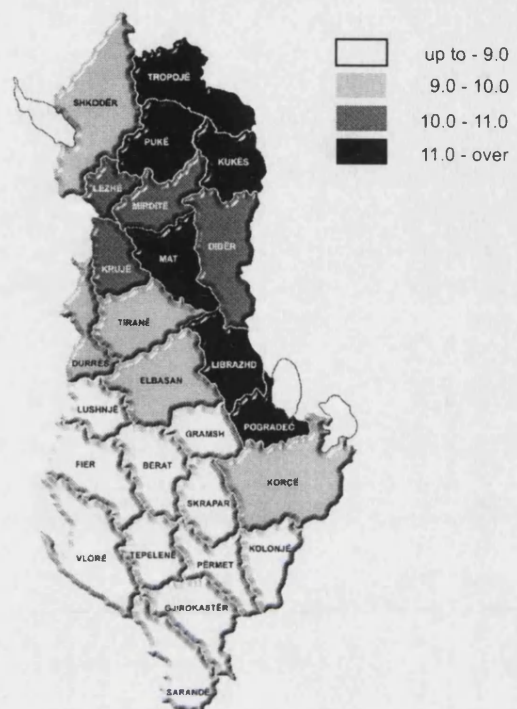 up to - 9.0
9.0 - 10.0
10.0 - 11.0
11.0 - over
TROPOJË
SHKODËR
PUKË
KUKËS
LEZHË
MIRDITË
DIBËR
KRUJË
MAT
TIRANË
DURRËS
ELBASAN
LIBRAZHD
LUSHNJË
GRAMSH
POGRADEC
FIER
BERAT
KORÇË
SKRAPAR
VLORË
TEPELENË
PËRMET
KOLONJË
GJIROKASTËR
SARANDË